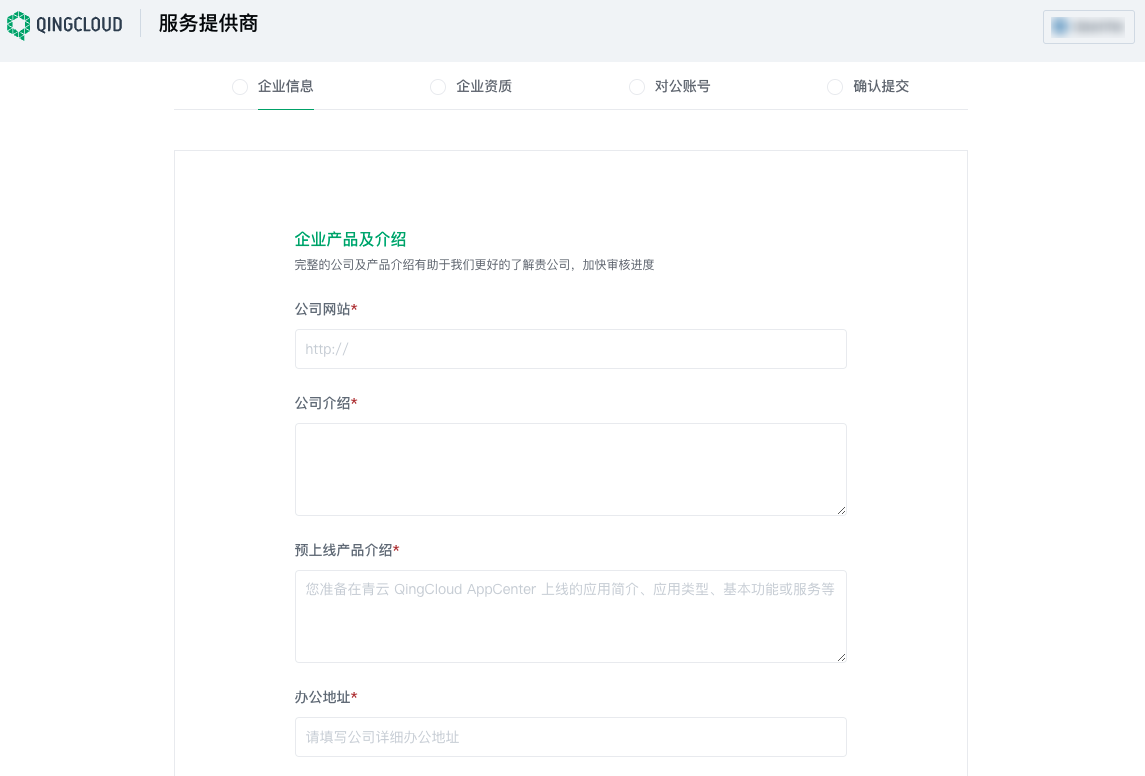 QINGCLOUD 服务提供商
企业信息 企业资质 对公账号 确认提交
企业产品及介绍
完整的公司及产品介绍有助于我们更好的了解贵公司，加快审核进度
公司网站*
http://
公司介绍*
预上线产品介绍*
您准备在青云 QingCloud AppCenter 上线的应用简介、应用类型、基本功能或服务等
办公地址*
请填写公司详细办公地址